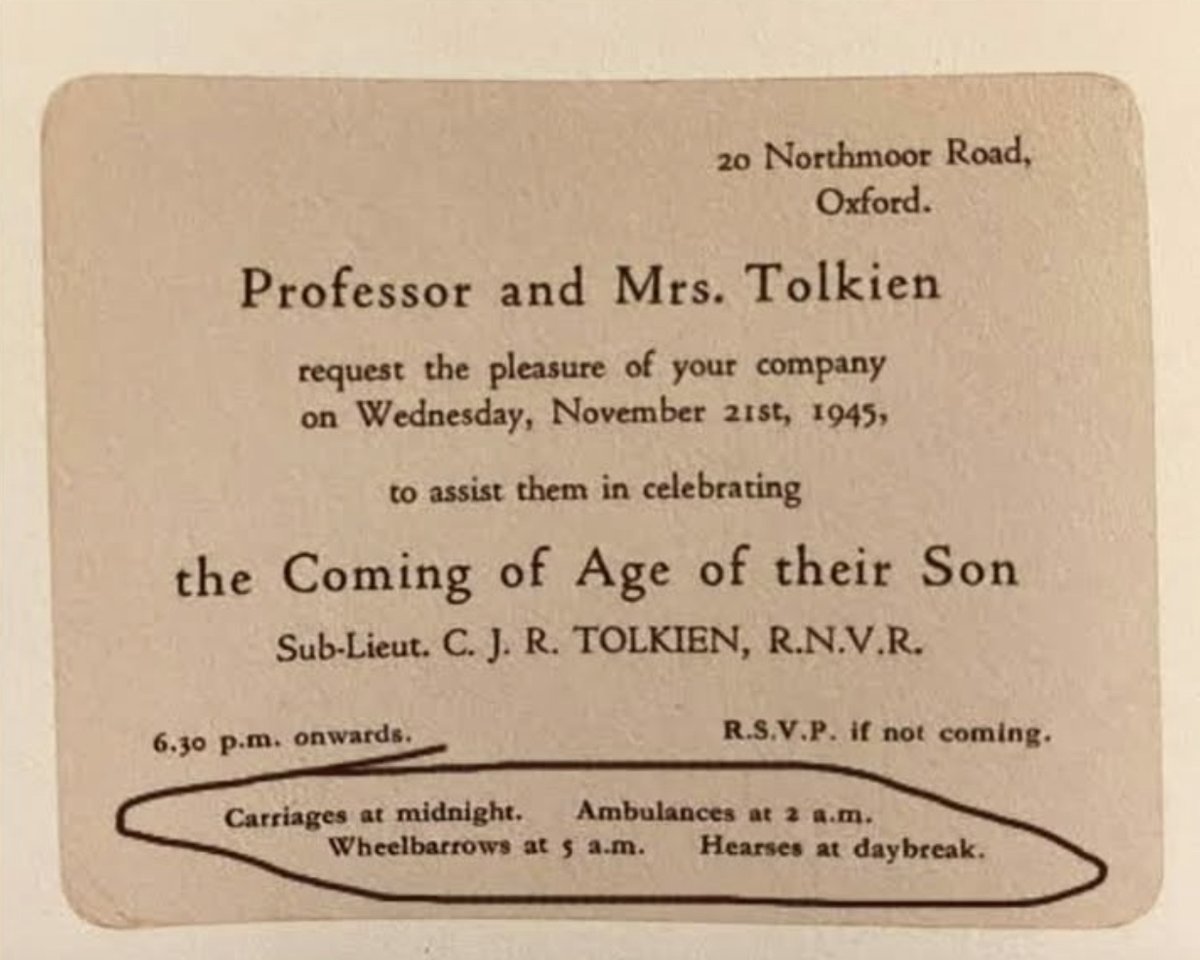 20 Northmoor Road,
Oxford.
Professor and Mrs. Tolkien
request the pleasure of your company
on Wednesday, November 21st, 1945,
to assist them in celebrating
the Coming of Age of their Son
Sub-Lieut. C. J. R. TOLKIEN, R.N.V.R.
6.30 p.m. onwards. R.S.V.P. if not coming.
Carriages at midnight. Ambulances at 2 a.m.
Wheelbarrows at 5 a.m. Hearses at daybreak.